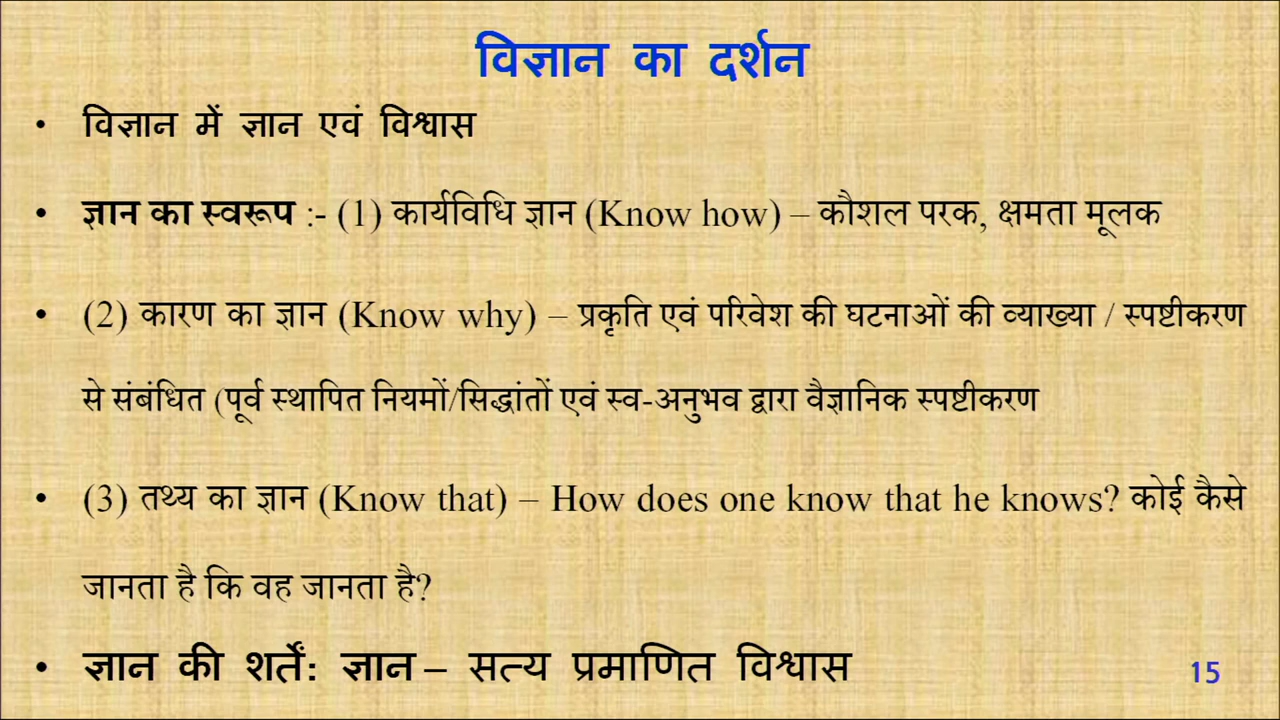 विज्ञान का दर्शन
• विज्ञान में ज्ञान एवं विश्वास
• ज्ञान का स्वरूप :- (1) कार्यविधि ज्ञान (Know how) – कौशल परक, क्षमता मूलक
• (2) कारण का ज्ञान (Know why) – प्रकृति एवं परिवेश की घटनाओं की व्याख्या / स्पष्टीकरण
से संबंधित (पूर्व स्थापित नियमों/सिद्धांतों एवं स्व-अनुभव द्वारा वैज्ञानिक स्पष्टीकरण
• (3) तथ्य का ज्ञान (Know that) – How does one know that he knows? कोई कैसे
जानता है कि वह जानता है?
• ज्ञान की शर्तें: ज्ञान – सत्य प्रमाणित विश्वास
15